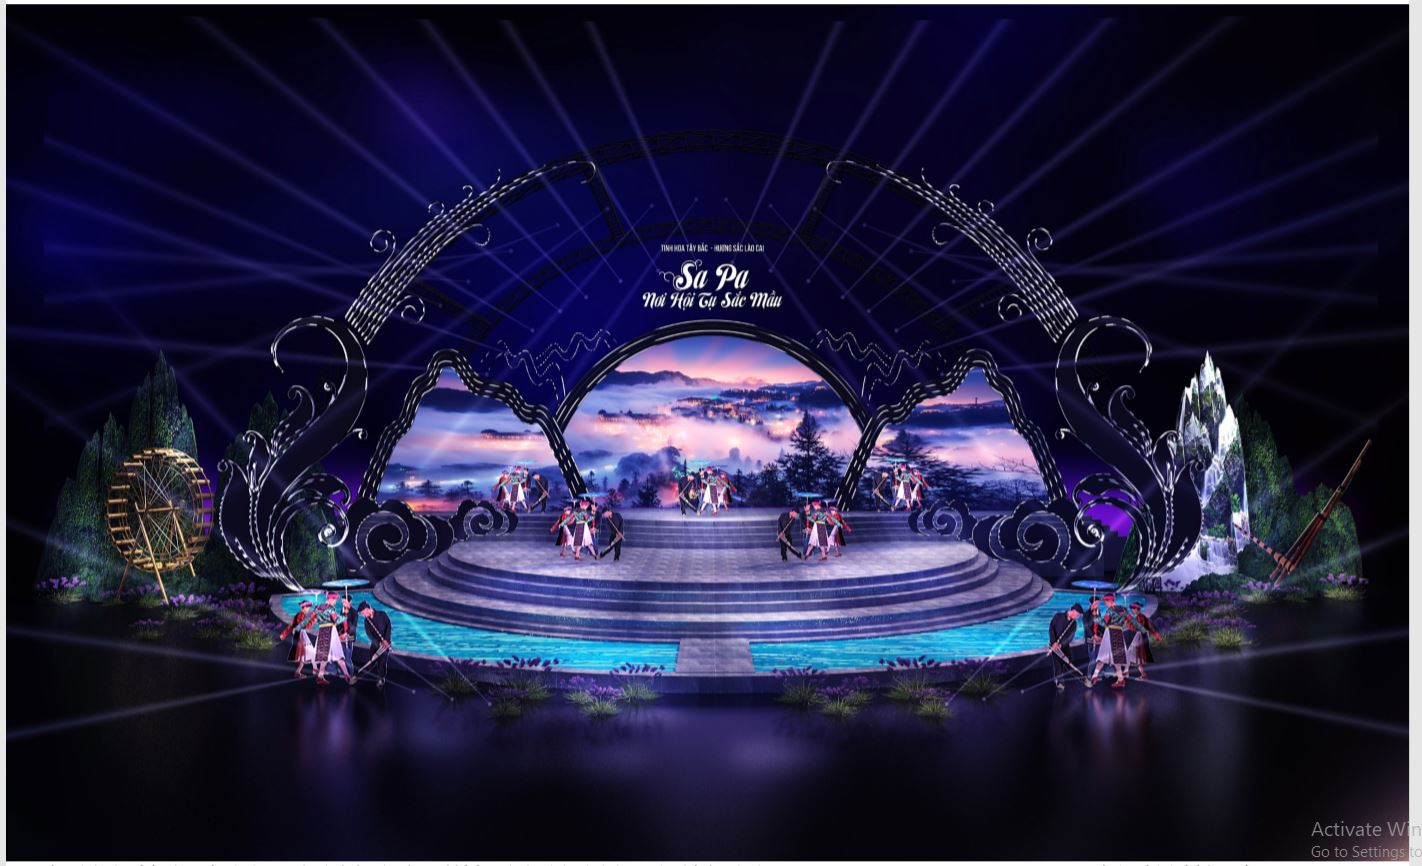 TINH HOA TÂY BẮC - HƯƠNG SẮC LÀO CAI
Sa Pa
Nơi Hội Tụ Sắc Mầu
Activate Win
Go to Settings to